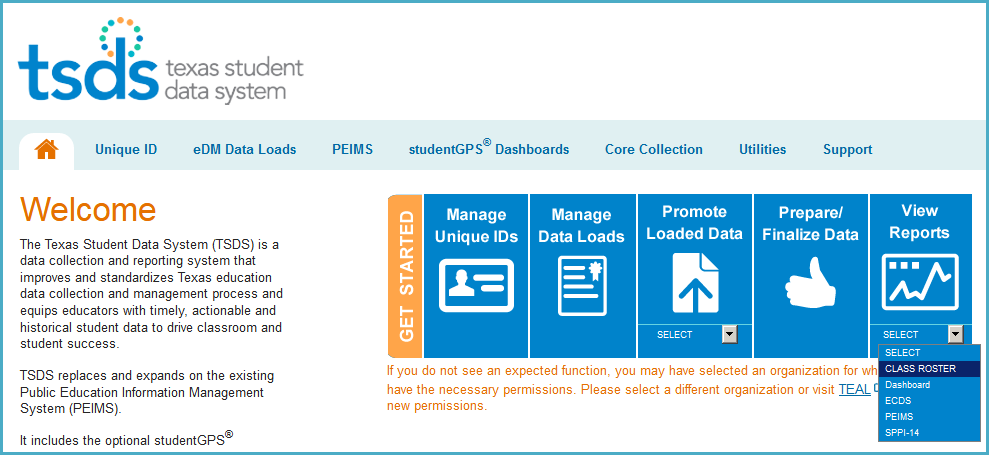 tsds texas student
data system
Unique ID eDM Data Loads PEIMS studentGPS® Dashboards Core Collection Utilities Support
Welcome
The Texas Student Data System (TSDS) is a
data collection and reporting system that
improves and standardizes Texas education
data collection and management process and
equips educators with timely, actionable and
historical student data to drive classroom and
student success.
TSDS replaces and expands on the existing
Public Education Information Management
System (PEIMS).
It includes the optional studentGPS®
GET STARTED
Manage
Unique IDs
Manage
Data Loads
Promote
Loaded Data
SELECT
Prepare/
Finalize Data
View
Reports
SELECT
SELECT
CLASS ROSTER
Dashboard
ECDS
PEIMS
SPPI-14
If you do not see an expected function, you may have selected an organization for
have the necessary permissions. Please select a different organization or visit TEAL
new permissions.